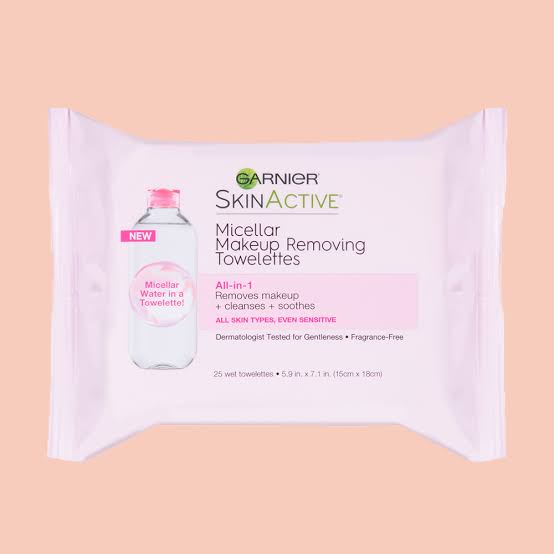 GARNIER
SKINACTIVE®
Micellar
Makeup Removing
Towelettes
NEW
Micellar
Water in a
Towelette!
All-in-1
Removes makeup
+ cleanses + soothes
ALL SKIN TYPES, EVEN SENSITIVE
Dermatologist Tested for Gentleness • Fragrance-Free
25 wet towelettes • 5.9 in. x 7.1 in. (15cm x 18cm)